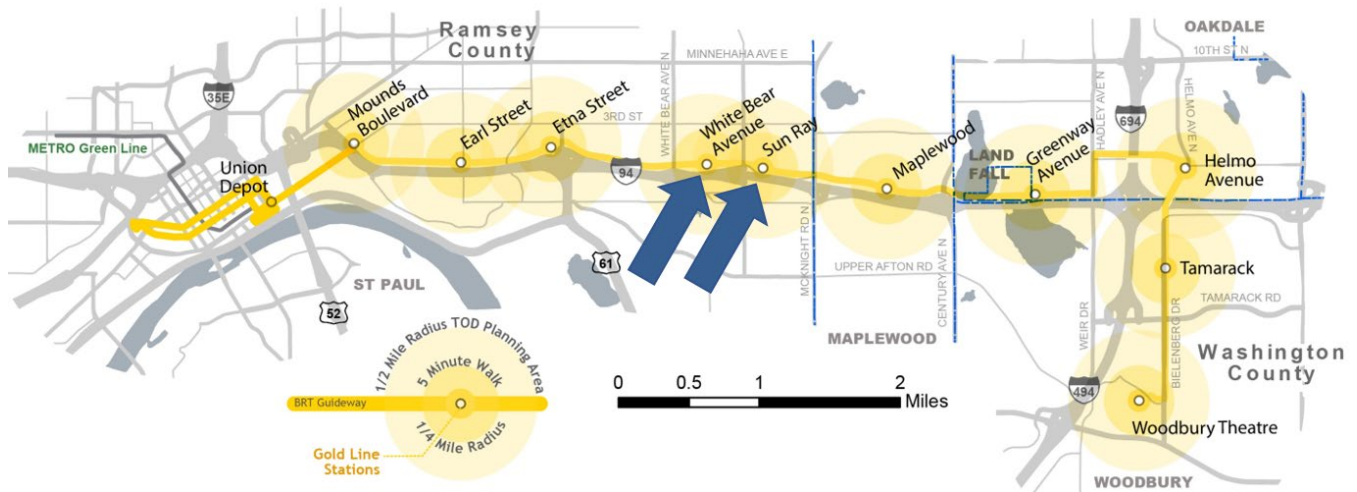 Ramsey
County
OAKDALE
10TH ST N
MINNEHAHA AVE E
35E
Mounds
Boulevard
Earl Street
Etna Street
3RD ST
WHITE BEAR AVE N
White Bear
Avenue
Sun Ray
HADLEY AVE N
694
HELMO AVE N
METRO Green Line
Union
Depot
94
Maplewood
LAND
FALL
Greenway
Avenue
Helmo
Avenue
MCKNIGHT RD N
CENTURY AVE N
61
UPPER AFTON RD
Tamarack
ST PAUL
52
TAMARACK RD
MAPLEWOOD
WEIR DR
BIELENBERG DR
Washington
County
1/2 Mile Radius TOD Planning Area
5 Minute Walk
BRT Guideway
1/4 Mile Radius
Gold Line
Stations
0 0.5 1 2
Miles
494
Woodbury Theatre
WOODBURY